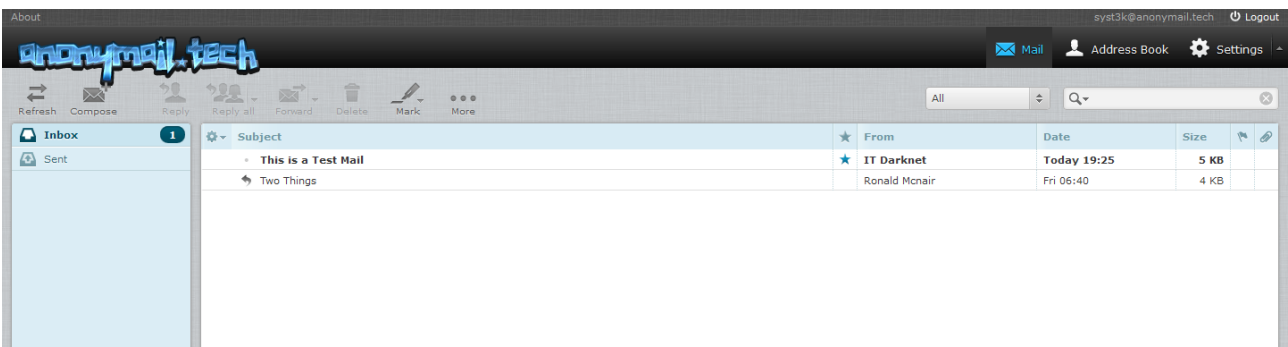 About syst3k@anonymail.tech Logout
anonymail.tech Mail Address Book Settings
Refresh Compose Reply Reply all Forward Delete Mark More All
Inbox 1 Subject From Date Size
Sent This is a Test Mail IT Darknet Today 19:25 5 KB
Two Things Ronald Mcnair Fri 06:40 4 KB